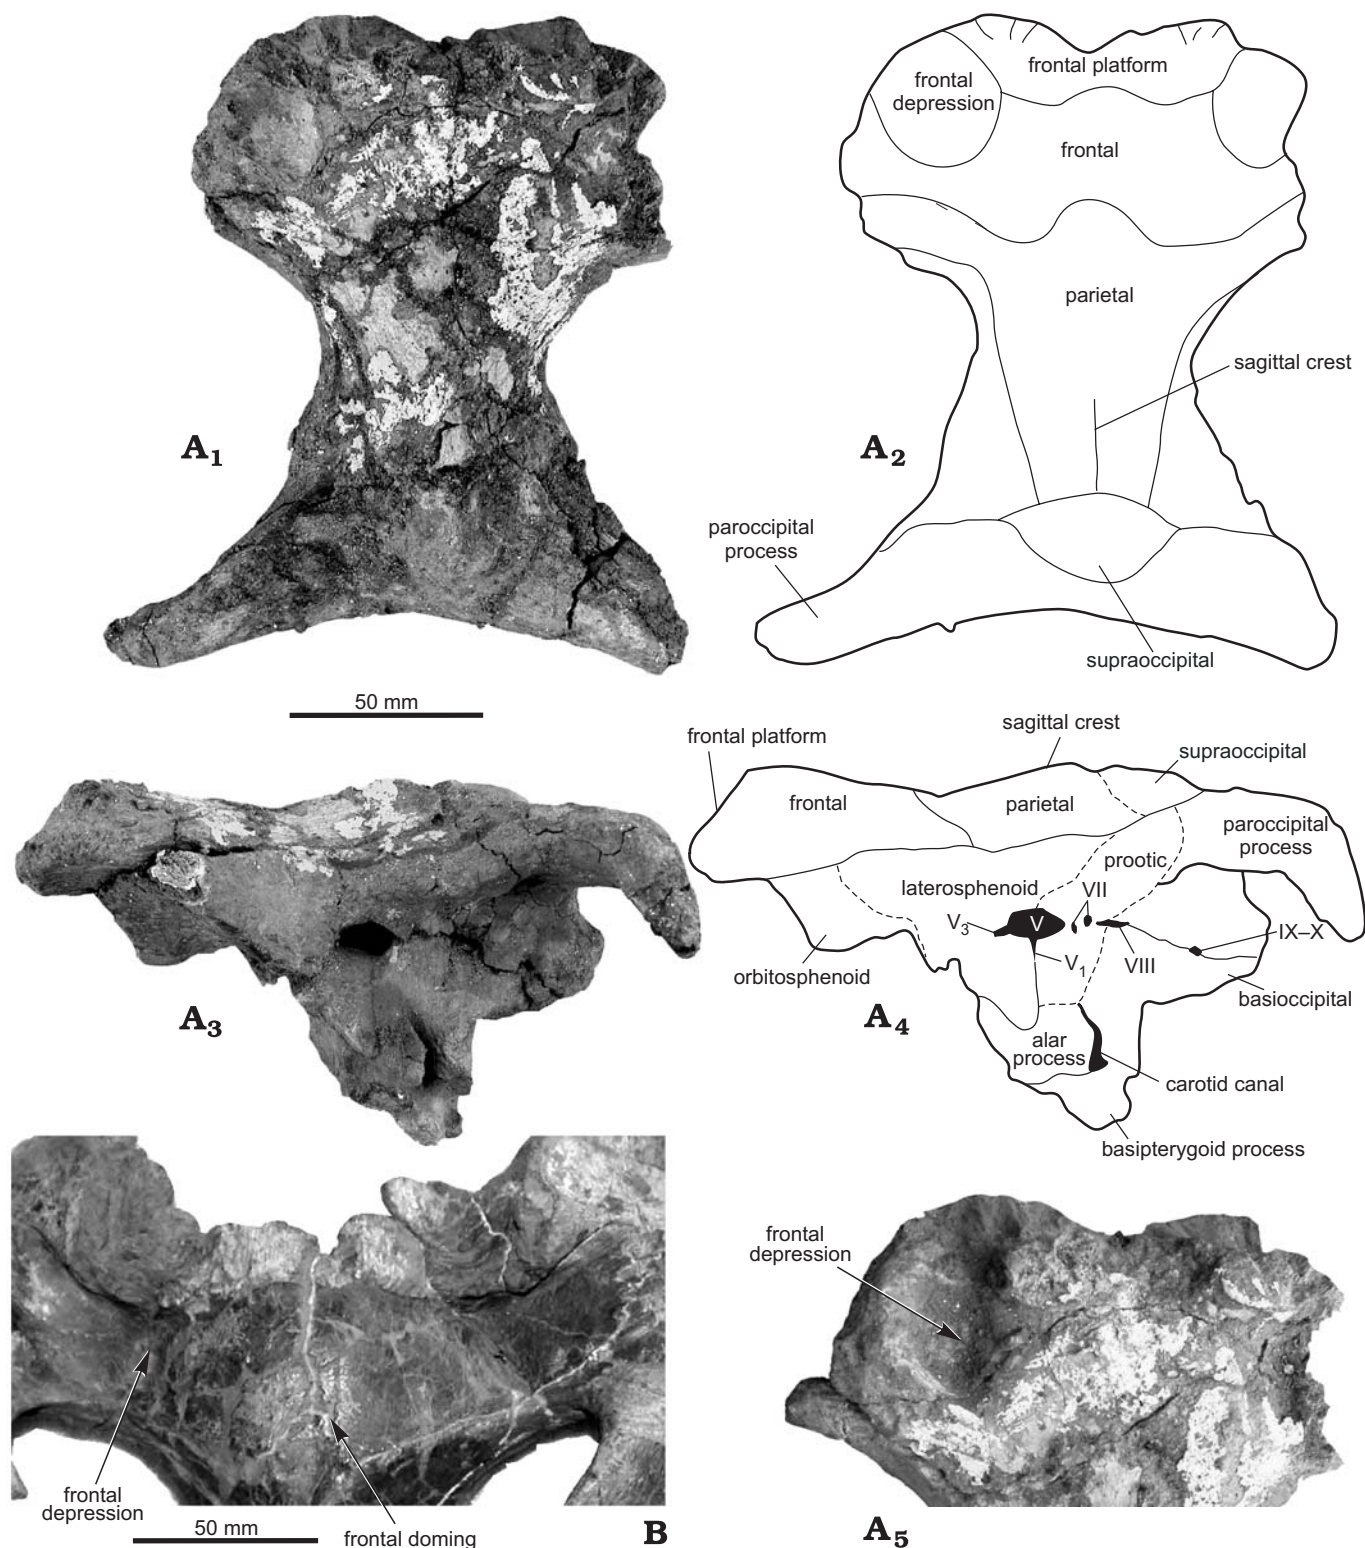 frontal platform
frontal
depression
frontal
parietal
sagittal crest
A1
A2
paroccipital
process
supraoccipital
50 mm
sagittal crest
frontal platform
supraoccipital
frontal
parietal
paroccipital
process
prootic
laterosphenoid
VII
V3
V
IX–X
V1
VIII
orbitosphenoid
basioccipital
A3
A4
alar
process
carotid canal
basipterygoid process
frontal
depression
frontal
depression
50 mm
frontal doming
B
A5